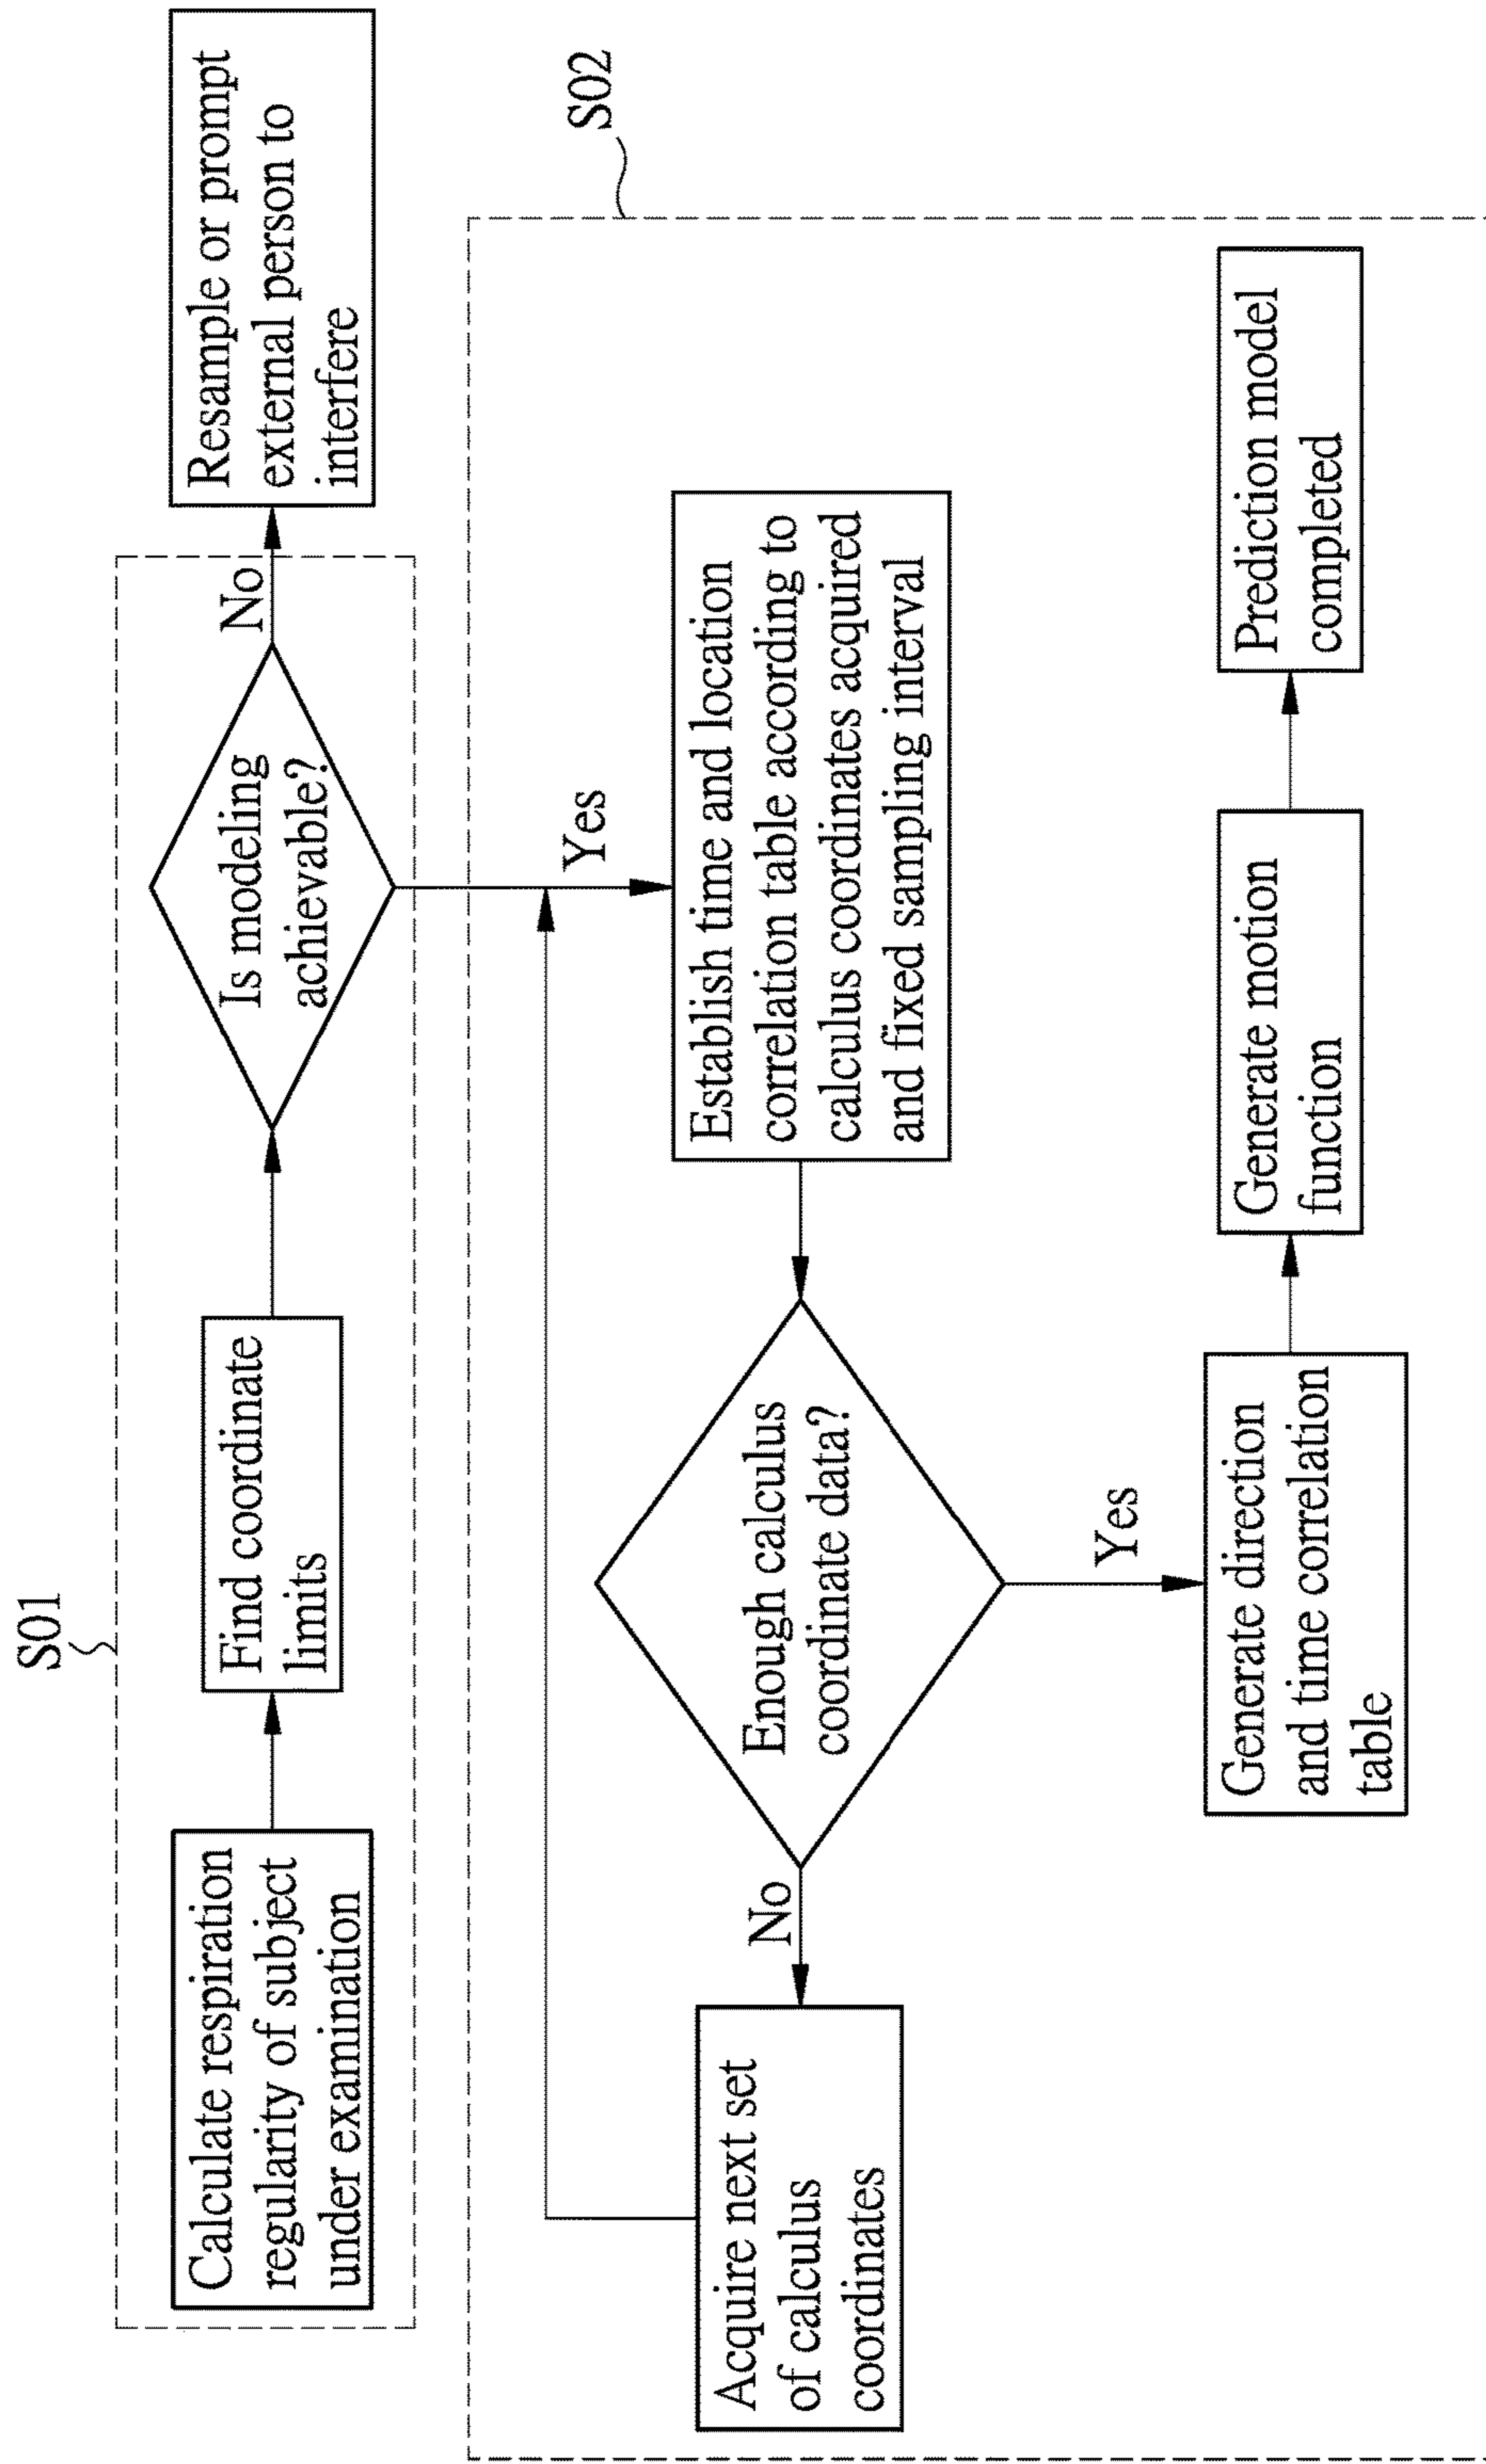 S01
Calculate respiration
regularity of subject
under examination
Find coordinate
limits
Is modeling
achievable?
No
Resample or prompt
external person to
interfere
Yes
S02
Establish time and location
correlation table according to
calculus coordinates acquired
and fixed sampling interval
Enough calculus
coordinate data?
No
Acquire next set
of calculus
coordinates
Yes
Generate direction
and time correlation
table
Generate motion
function
Prediction model
completed